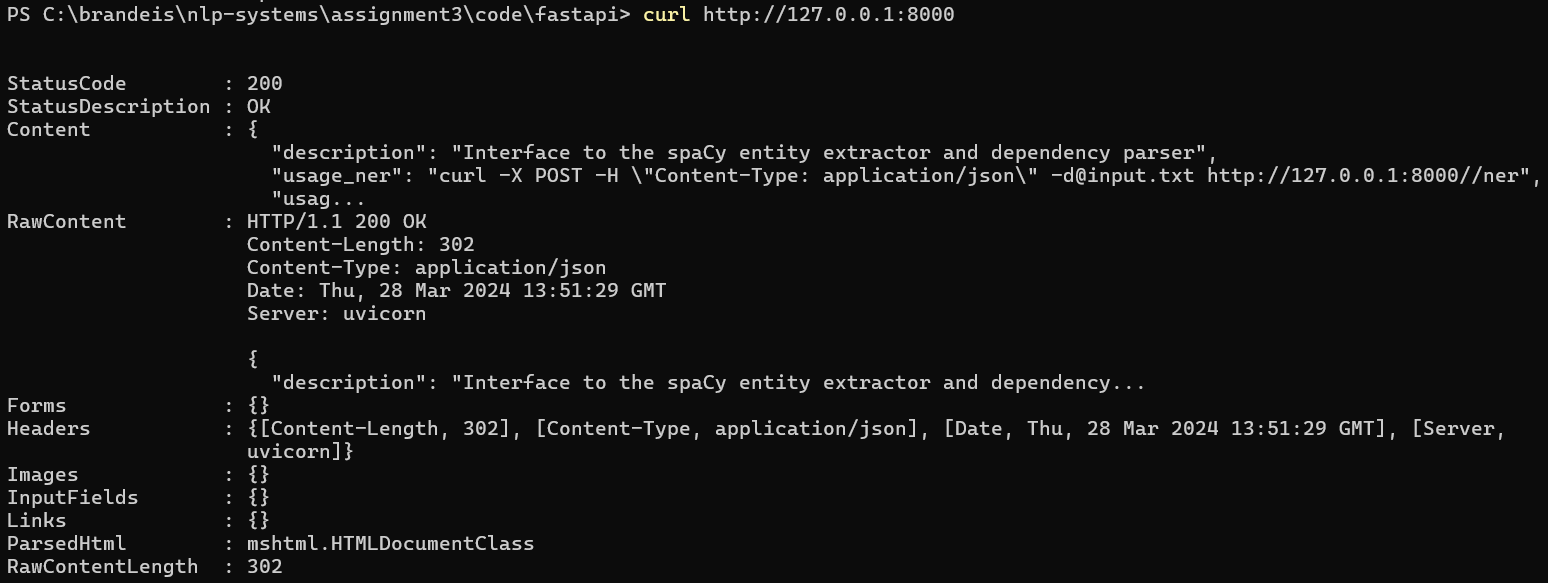 PS C:\brandeis\nlp-systems\assignment3\code\fastapi> curl http://127.0.0.1:8000
StatusCode        : 200
StatusDescription : OK
Content           : {
                      "description": "Interface to the spaCy entity extractor and dependency parser",
                      "usage_ner": "curl -X POST -H \"Content-Type: application/json\" -d@input.txt http://127.0.0.1:8000//ner",
                      "usag...
RawContent        : HTTP/1.1 200 OK
                    Content-Length: 302
                    Content-Type: application/json
                    Date: Thu, 28 Mar 2024 13:51:29 GMT
                    Server: uvicorn
                    {
                      "description": "Interface to the spaCy entity extractor and dependency...
Forms             : {}
Headers           : {[Content-Length, 302], [Content-Type, application/json], [Date, Thu, 28 Mar 2024 13:51:29 GMT], [Server,
                    uvicorn]}
Images            : {}
InputFields       : {}
Links             : {}
ParsedHtml        : mshtml.HTMLDocumentClass
RawContentLength  : 302